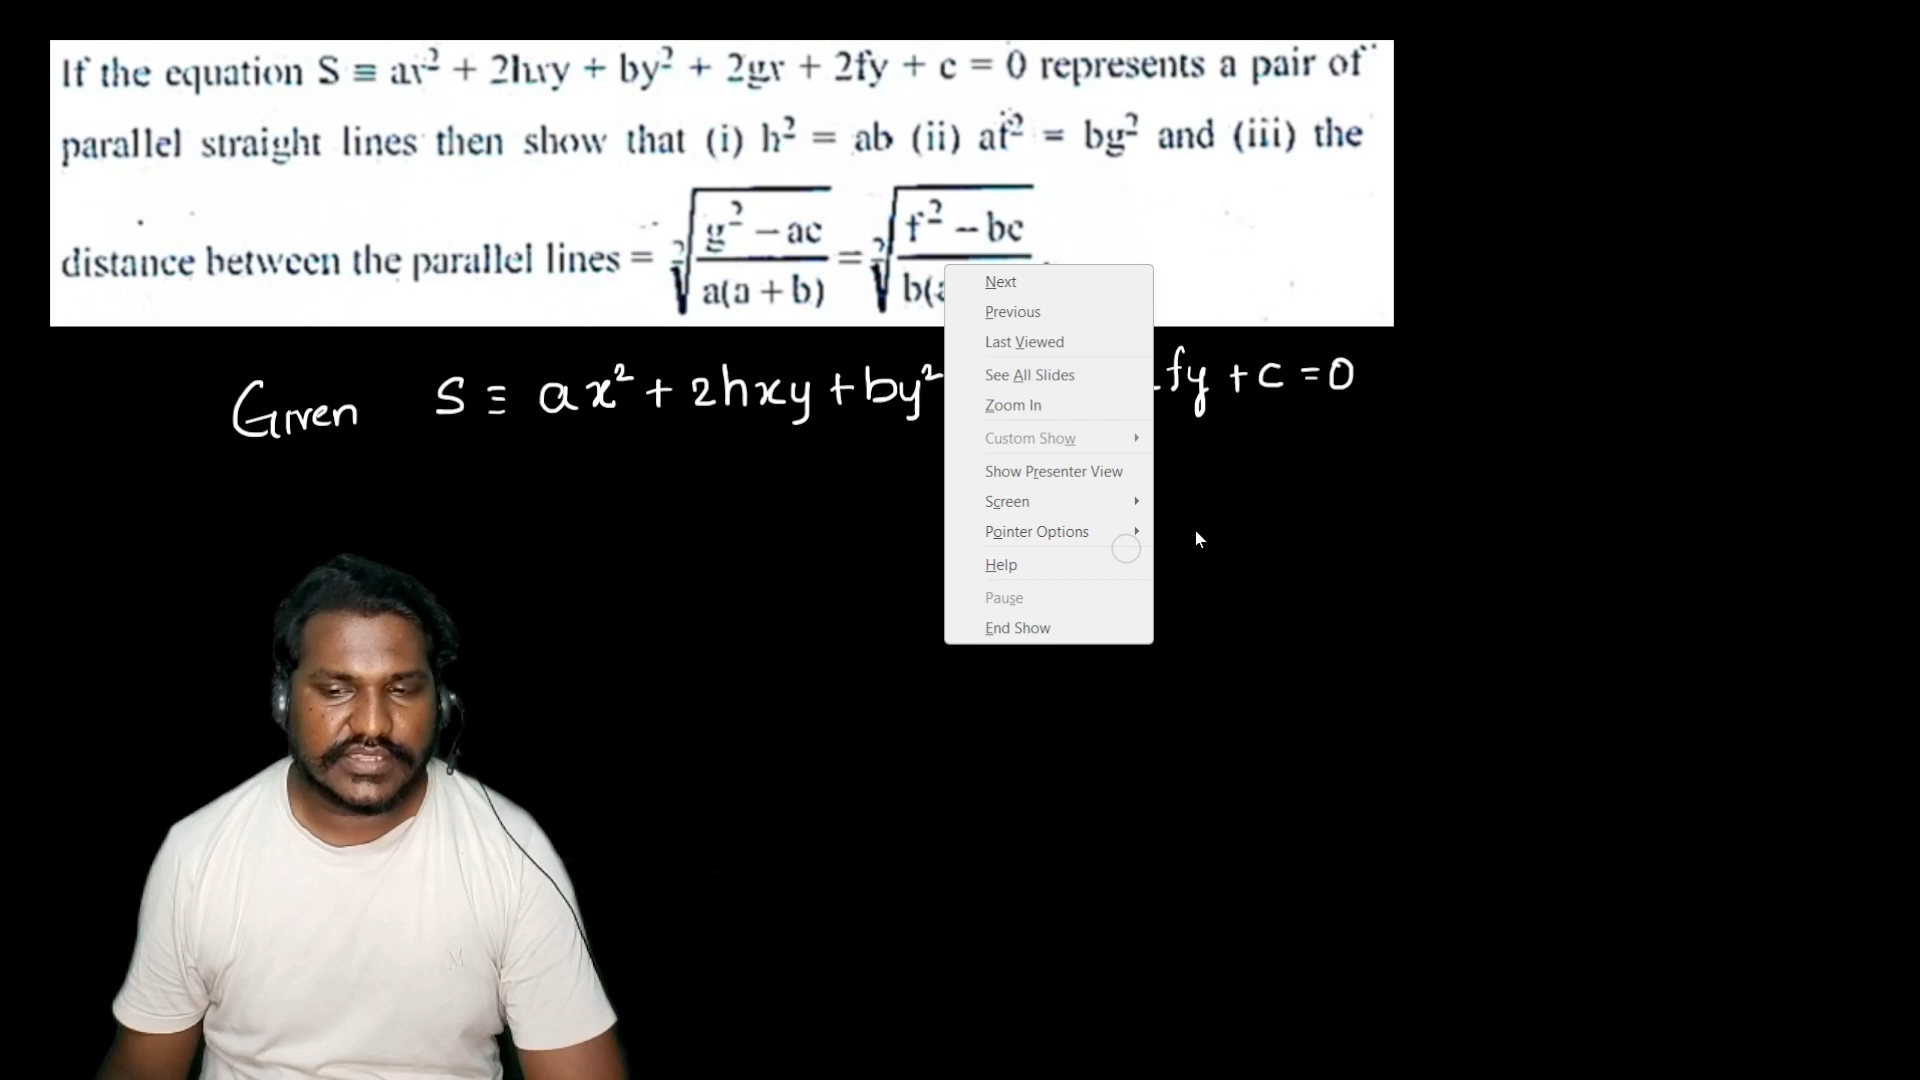 If the equation S ≡ ax² + 2hxy + by² + 2gx + 2fy + c = 0 represents a pair of
parallel straight lines then show that (i) h² = ab (ii) af² = bg² and (iii) the
distance between the parallel lines = 2√((g² – ac)/(a(a + b))) = 2√((f² – bc)/(b(a
Given S ≡ ax² + 2hxy + by² fy + c = 0
Next
Previous
Last Viewed
See All Slides
Zoom In
Custom Show
Show Presenter View
Screen
Pointer Options
Help
Pause
End Show